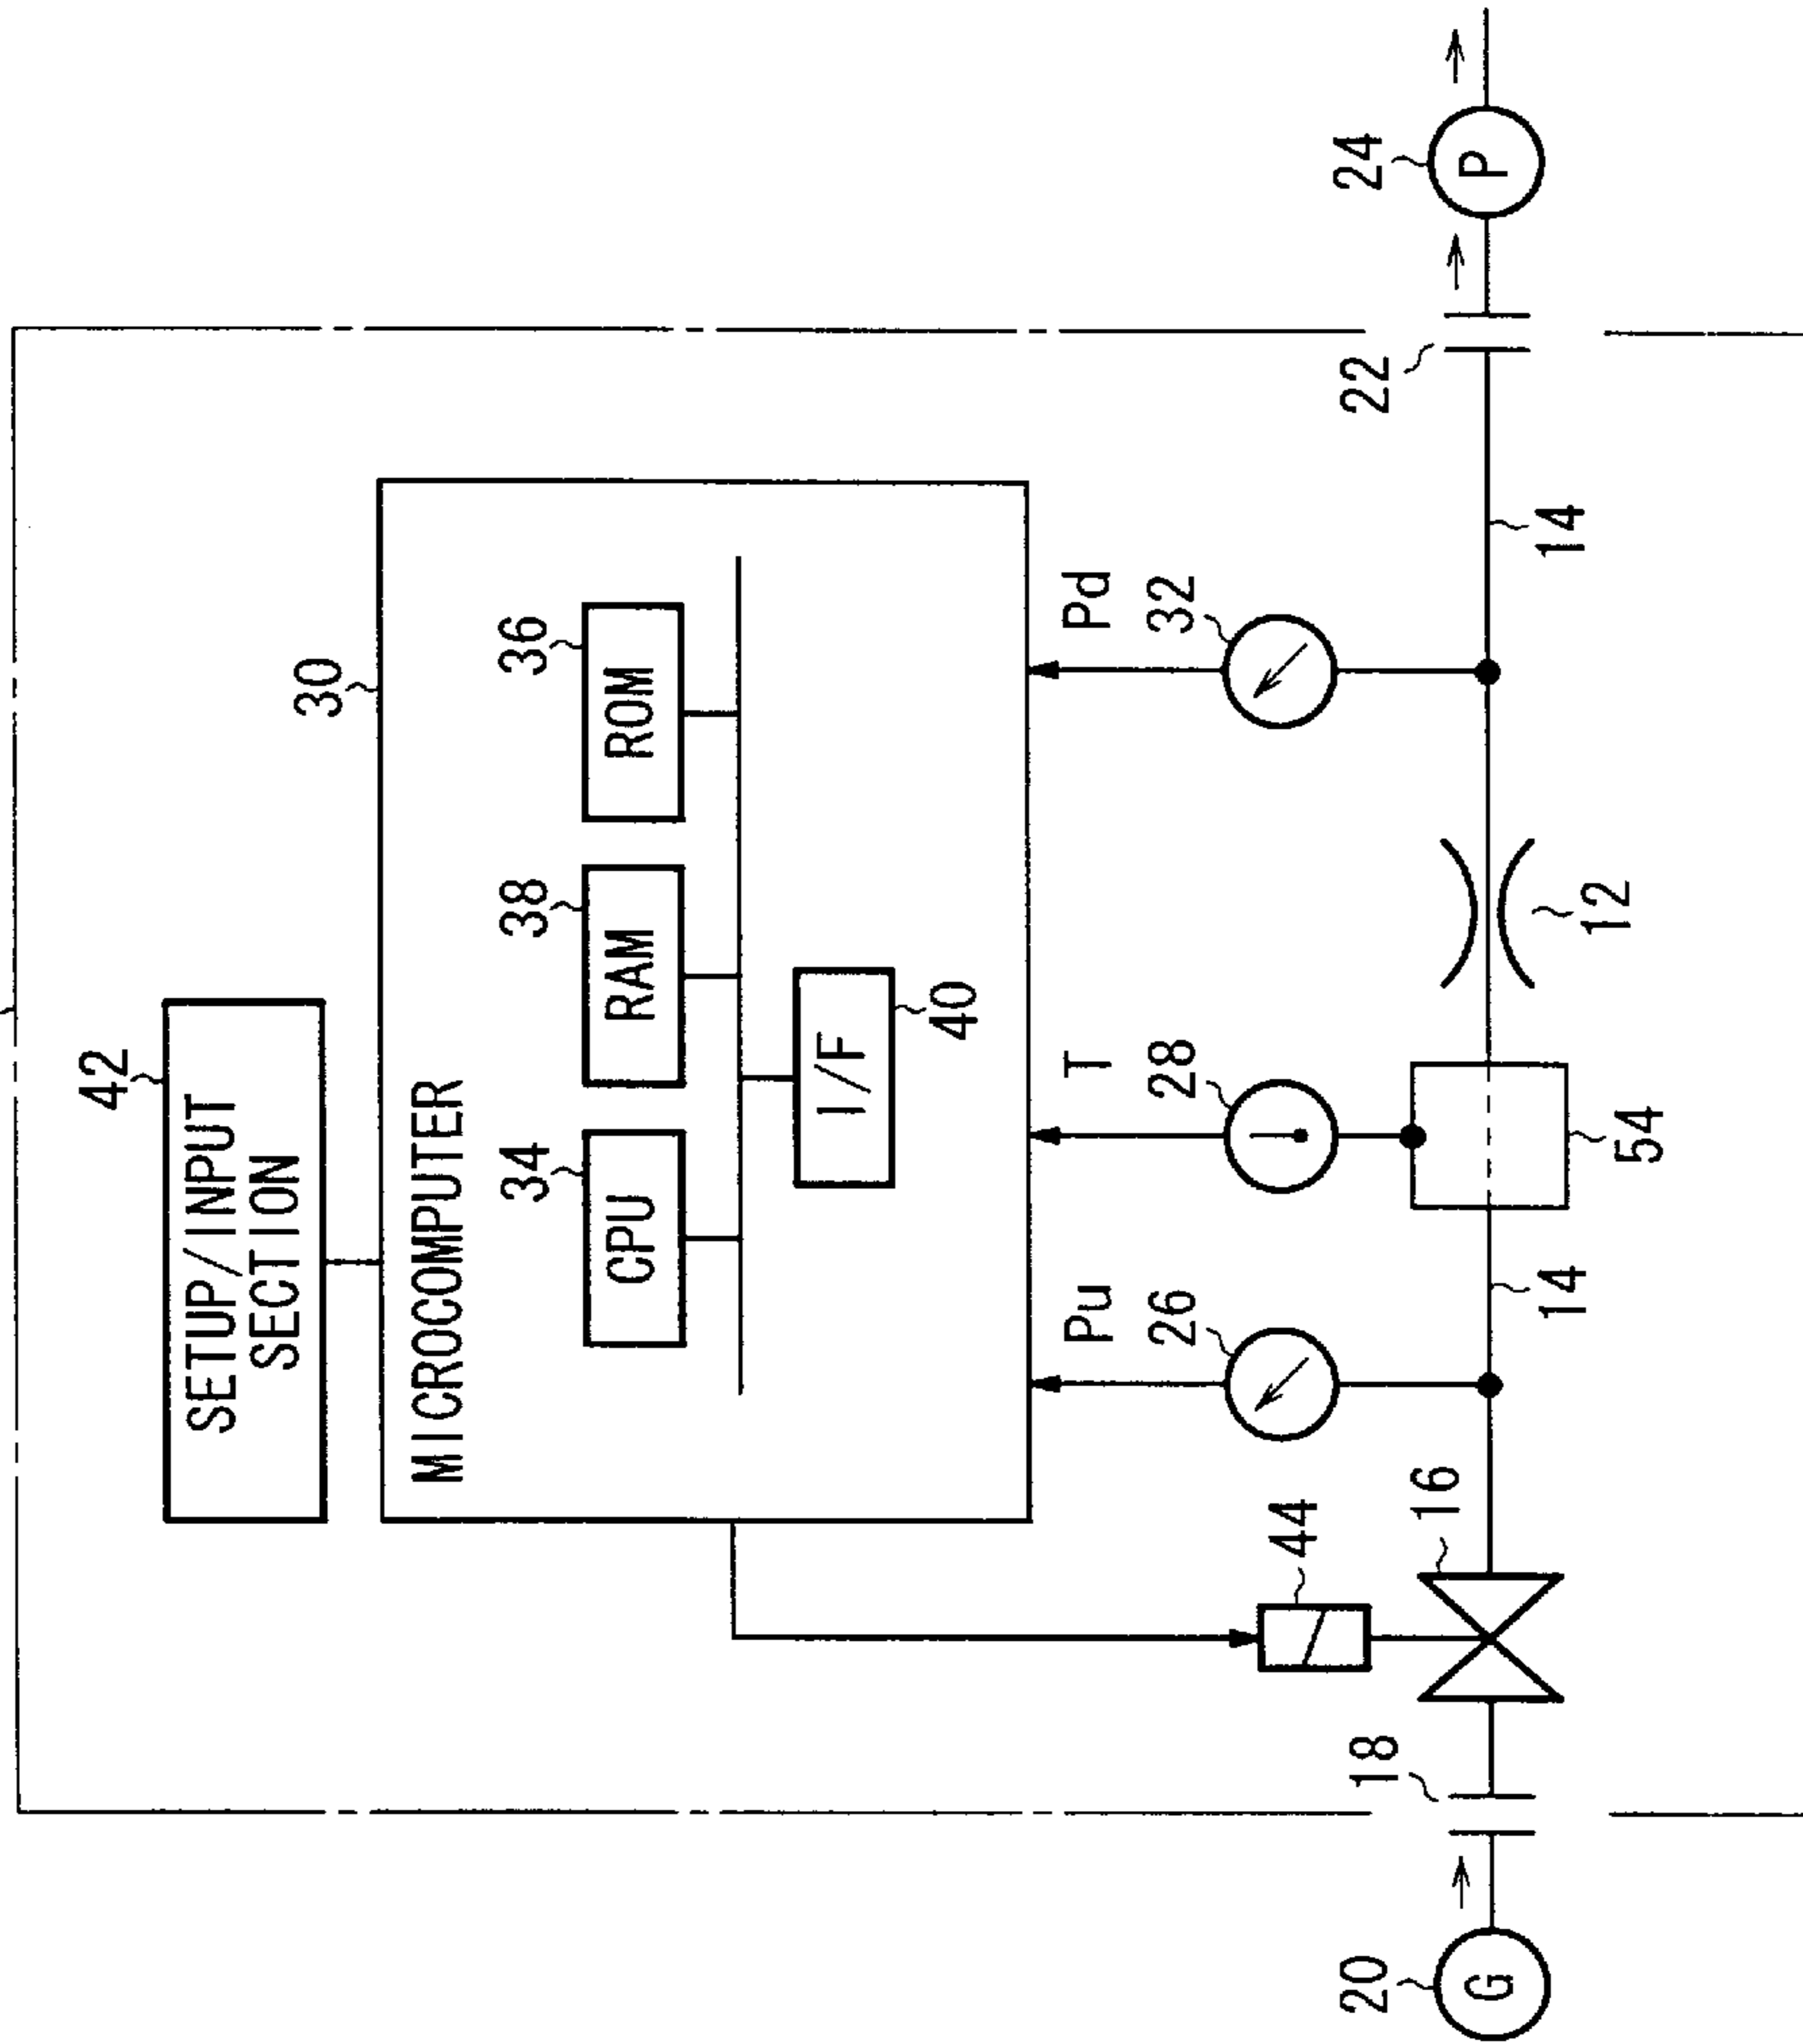 42
SETUP/INPUT
SECTION
30
MICROCOMPUTER
34
CPU
38
RAM
36
ROM
I/F
40
44
Pu
26
T
28
Pd
32
20
G
18
16
14
54
12
14
22
24
P